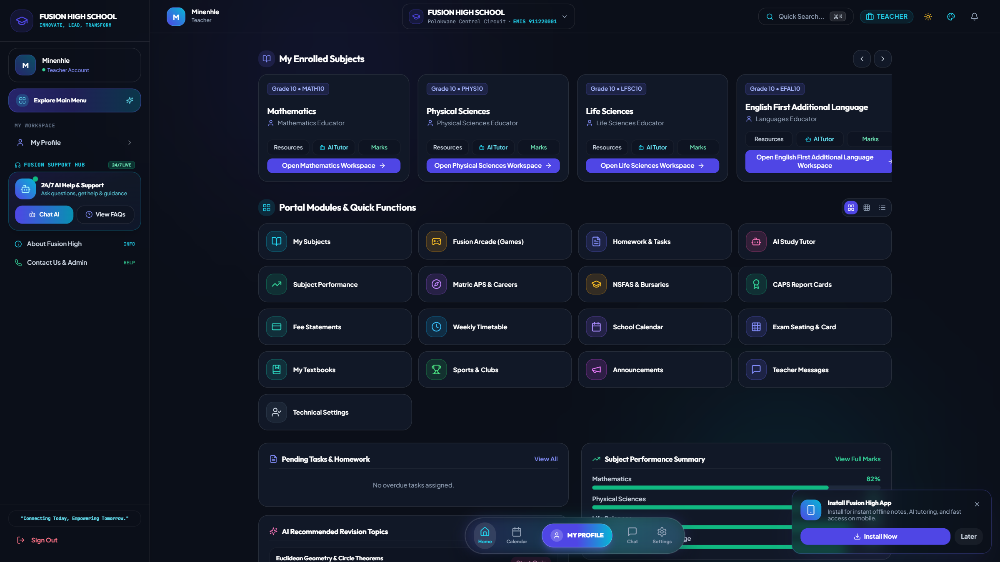 FUSION HIGH SCHOOL
INNOVATE, LEAD, TRANSFORM
M
Minenhle
Teacher Account
Explore Main Menu
MY WORKSPACE
My Profile
FUSION SUPPORT HUB
24/7 LIVE
24/7 AI Help & Support
Ask questions, get help & guidance
Chat AI
View FAQs
About Fusion High
INFO
Contact Us & Admin
HELP
"Connecting Today, Empowering Tomorrow."
Sign Out
M
Minenhle
Teacher
FUSION HIGH SCHOOL
Polokwane Central Circuit • EMIS 911220001
Quick Search...
⌘K
TEACHER
My Enrolled Subjects
Grade 10 • MATH10
Mathematics
Mathematics Educator
Resources
AI Tutor
Marks
Open Mathematics Workspace
Grade 10 • PHYS10
Physical Sciences
Physical Sciences Educator
Resources
AI Tutor
Marks
Open Physical Sciences Workspace
Grade 10 • LFSC10
Life Sciences
Life Sciences Educator
Resources
AI Tutor
Marks
Open Life Sciences Workspace
Grade 10 • EFAL10
English First Additional Language
Languages Educator
Resources
AI Tutor
Marks
Open English First Additional Language
Workspace
Portal Modules & Quick Functions
My Subjects
Fusion Arcade (Games)
Homework & Tasks
AI Study Tutor
Subject Performance
Matric APS & Careers
NSFAS & Bursaries
CAPS Report Cards
Fee Statements
Weekly Timetable
School Calendar
Exam Seating & Card
My Textbooks
Sports & Clubs
Announcements
Teacher Messages
Technical Settings
Pending Tasks & Homework
View All
No overdue tasks assigned.
AI Recommended Revision Topics
Euclidean Geometry & Circle Theorems
Subject Performance Summary
View Full Marks
Mathematics
82%
Physical Sciences
Home
Calendar
MY PROFILE
Chat
Settings
Install Fusion High App
Install for instant offline notes, AI tutoring, and fast
access on mobile.
Install Now
Later